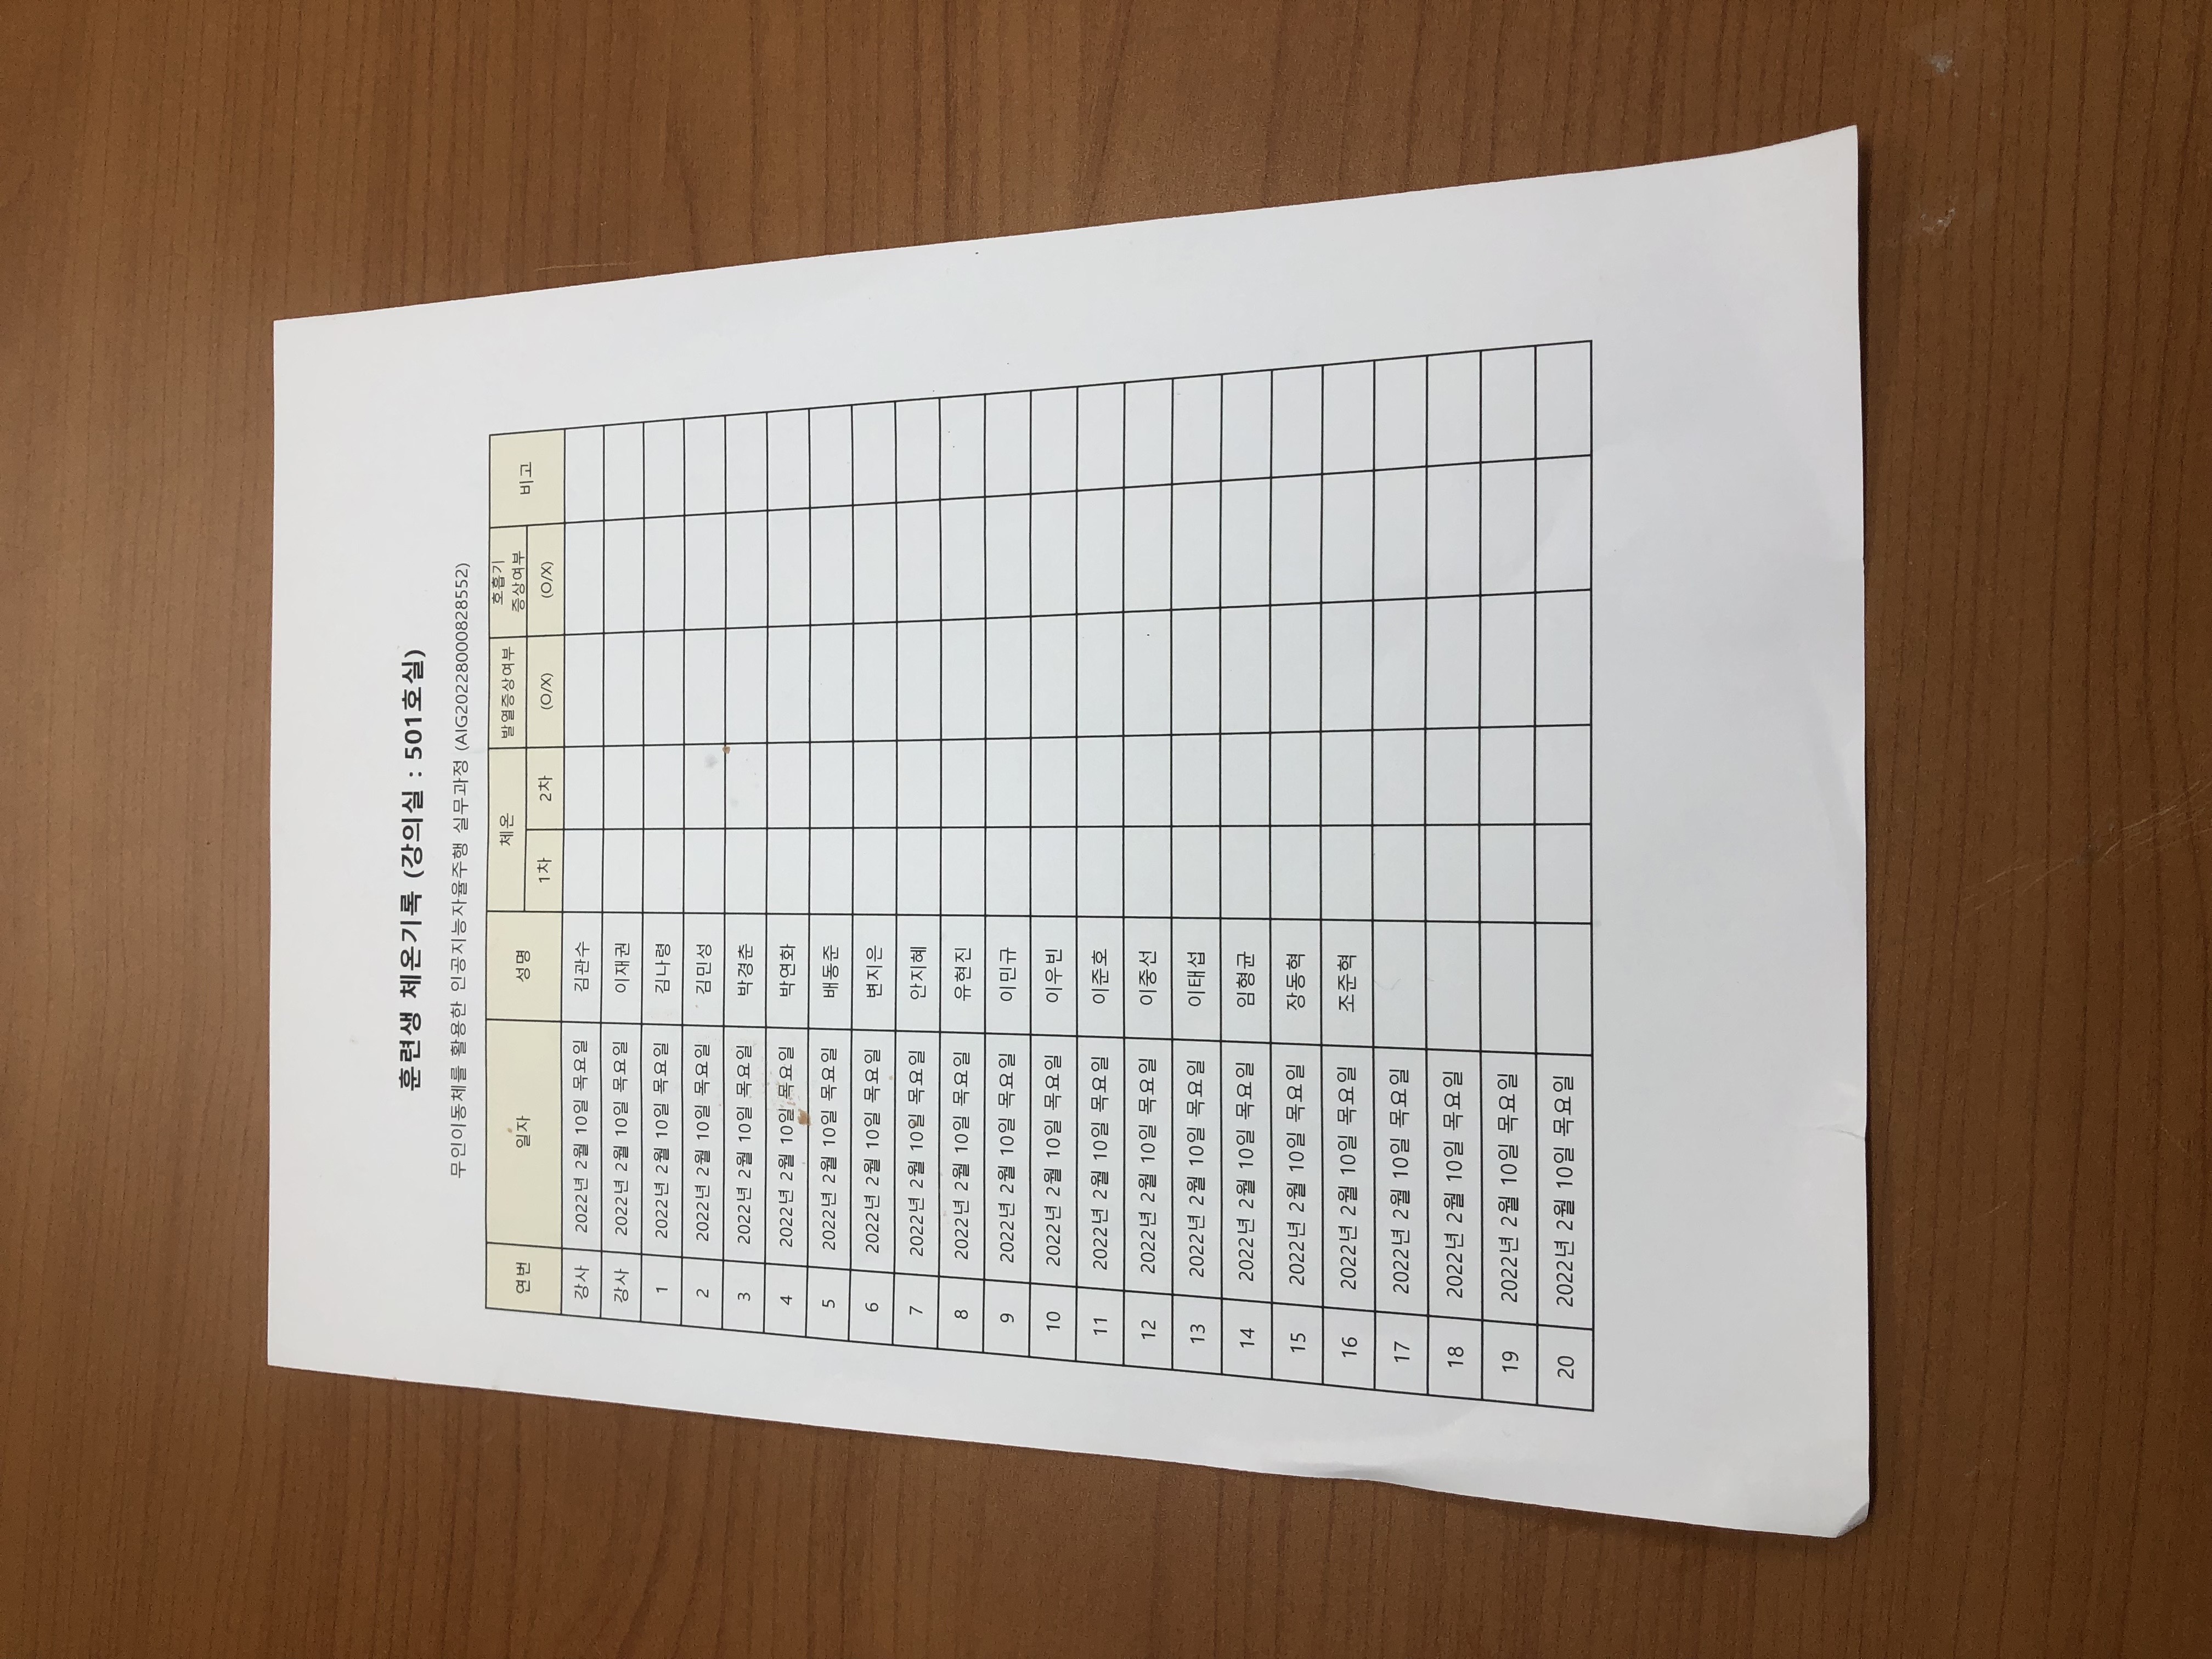 훈련생 체온기록 (강의실 : 501호실)
무인이동체를 활용한 인공지능자율주행 실무과정 (AIG20228000828552)
연번 일자 성명 체온 발열증상여부 호흡기 증상여부 비고
1차 2차 (O/X) (O/X)
강사 2022년 2월 10일 목요일 김관수
강사 2022년 2월 10일 목요일 이재권
1 2022년 2월 10일 목요일 김나령
2 2022년 2월 10일 목요일 김민성
3 2022년 2월 10일 목요일 박경춘
4 2022년 2월 10일 목요일 박연화
5 2022년 2월 10일 목요일 배동준
6 2022년 2월 10일 목요일 변지은
7 2022년 2월 10일 목요일 안지혜
8 2022년 2월 10일 목요일 유현진
9 2022년 2월 10일 목요일 이민규
10 2022년 2월 10일 목요일 이우빈
11 2022년 2월 10일 목요일 이준호
12 2022년 2월 10일 목요일 이중선
13 2022년 2월 10일 목요일 이태섭
14 2022년 2월 10일 목요일 임형균
15 2022년 2월 10일 목요일 장동혁
16 2022년 2월 10일 목요일 조준혁
17 2022년 2월 10일 목요일
18 2022년 2월 10일 목요일
19 2022년 2월 10일 목요일
20 2022년 2월 10일 목요일